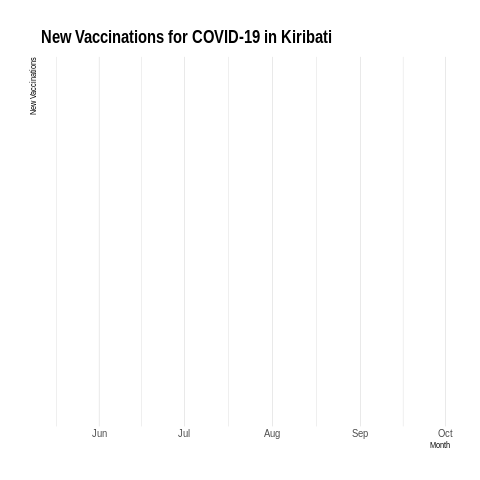 New Vaccinations for COVID-19 in Kiribati
New Vaccinations
Jun Jul Aug Sep Oct
Month